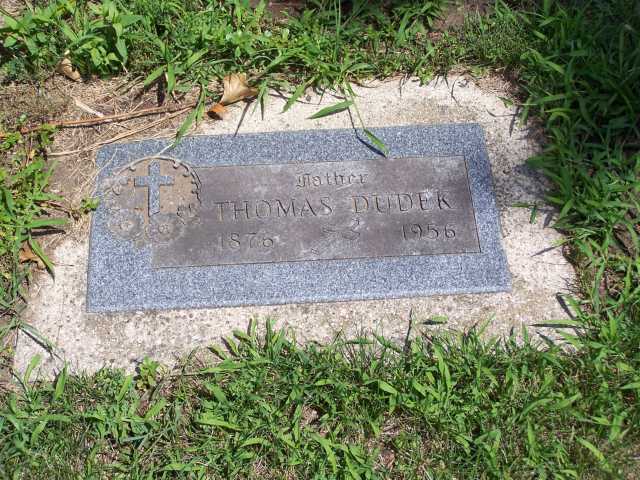 Father
THOMAS DUDEK
1876 1956